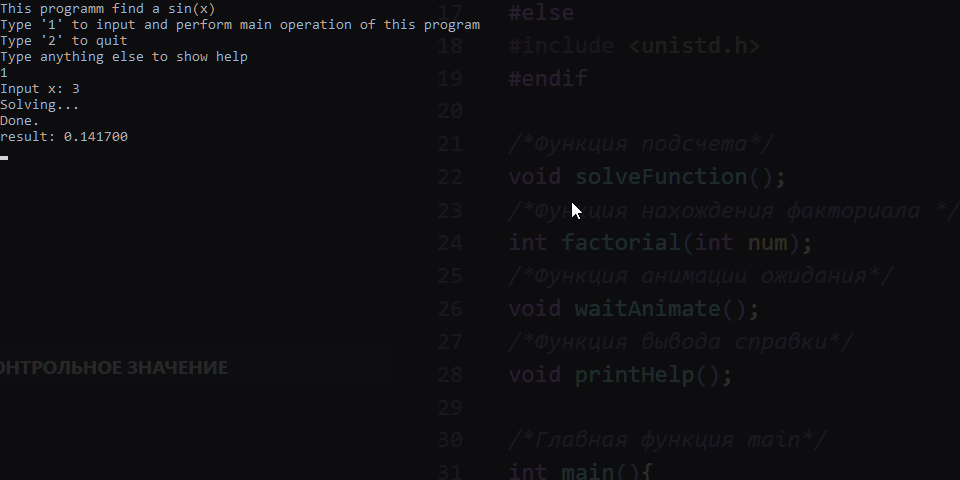 This programm find a sin(x)
Type '1' to input and perform main operation of this program
Type '2' to quit
Type anything else to show help
1
Input x: 3
Solving...
Done.
result: 0.141700
ОНТРОЛЬНОЕ ЗНАЧЕНИЕ
17 #else
18 #include <unistd.h>
19 #endif
20
21 /*Функция подсчета*/
22 void solveFunction();
23 /*Функция нахождения факториала */
24 int factorial(int num);
25 /*Функция анимации ожидания*/
26 void waitAnimate();
27 /*Функция вывода справки*/
28 void printHelp();
29
30 /*Главная функция main*/
31 int main(){